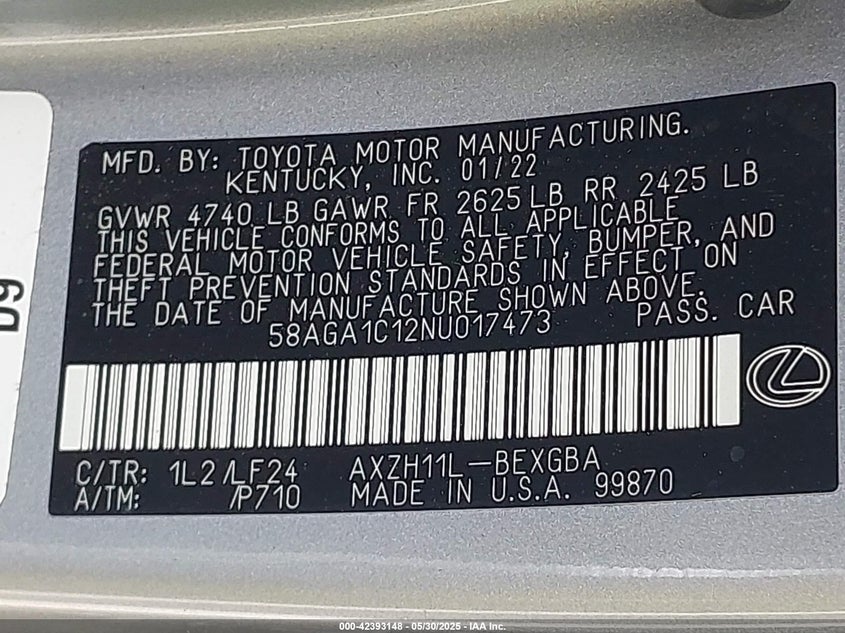 MFD. BY: TOYOTA MOTOR MANUFACTURING.
KENTUCKY, INC. 01/22
GVWR 4740 LB GAWR FR 2625 LB RR 2425 LB
THIS VEHICLE CONFORMS TO ALL APPLICABLE
FEDERAL MOTOR VEHICLE SAFETY, BUMPER, AND
THEFT PREVENTION STANDARDS IN EFFECT ON
THE DATE OF MANUFACTURE SHOWN ABOVE.
58AGA1C12NU017473 PASS. CAR
C/TR: 1L2/LF24 AXZH11L-BEXGBA
A/TM: /P710 MADE IN U.S.A. 99870
D9
000-42393148 - 05/30/2025 - IAA Inc.